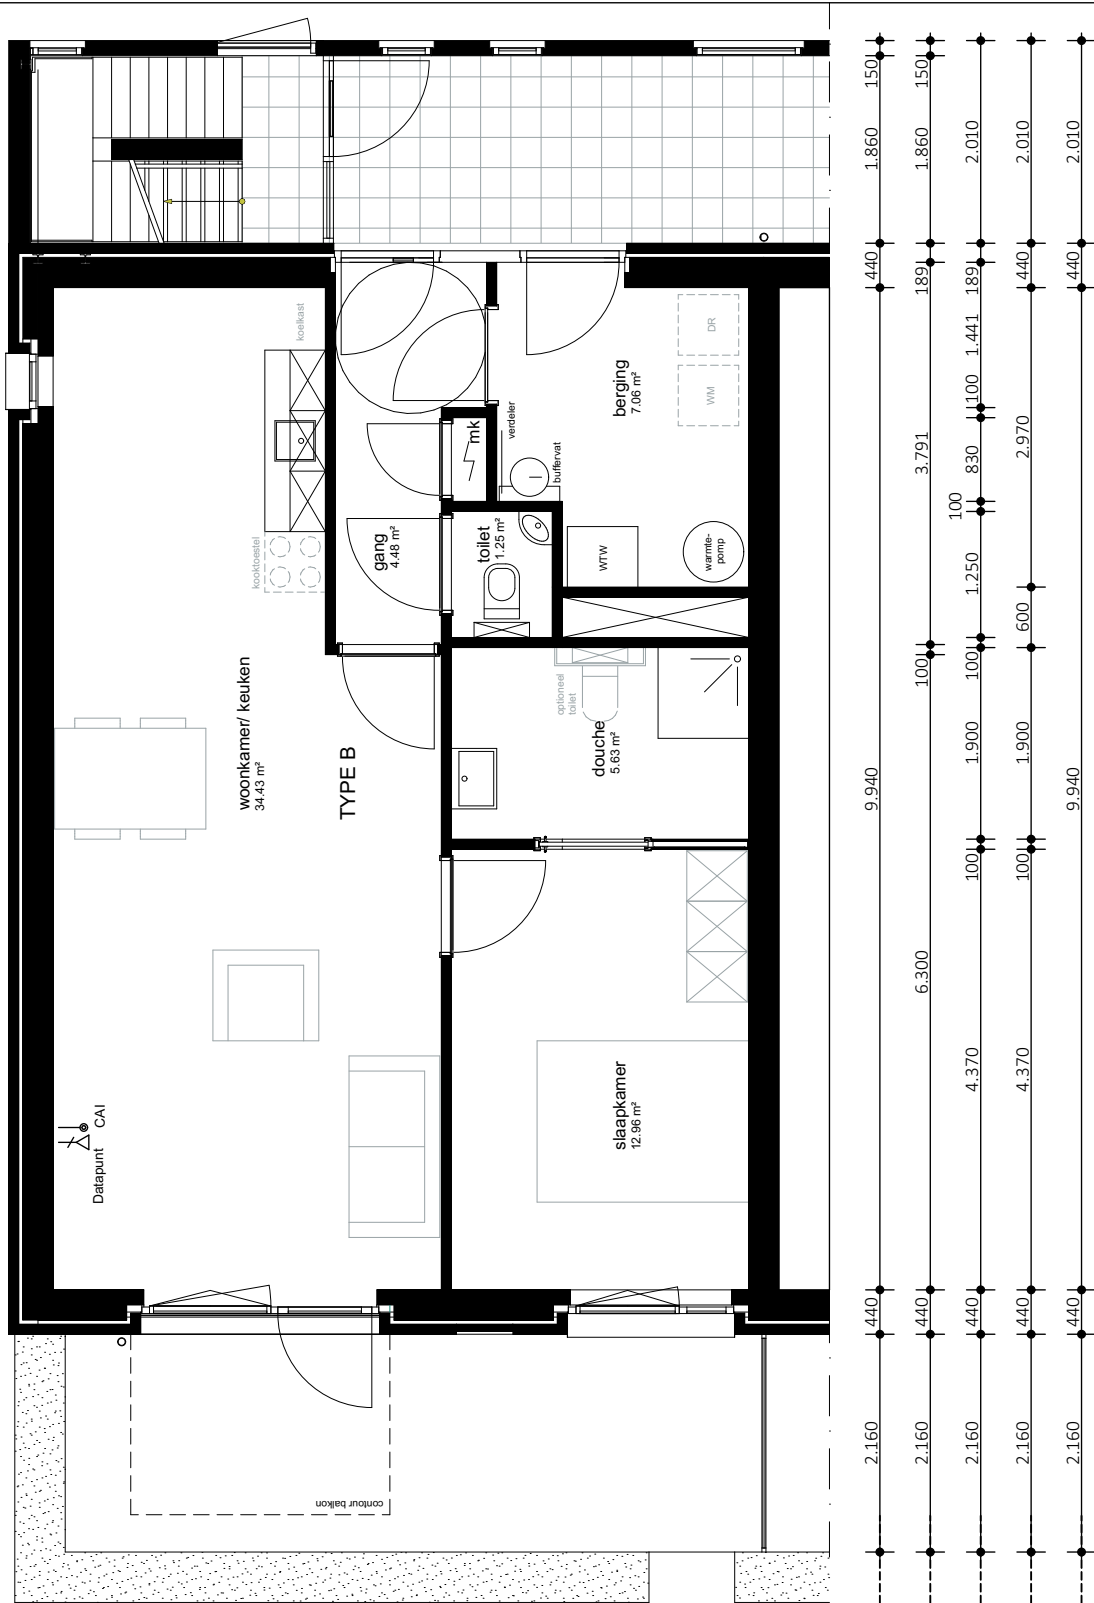 koelkast
DR
WM
berging
7.06 m²
verdeler
mk
buffervat
kooktoestel
gang
4.48 m²
toilet
1.25 m²
WTW
warmte-
pomp
woonkamer/ keuken
34.43 m²
TYPE B
optioneel
toilet
douche
5.63 m²
slaapkamer
12.96 m²
CAI
Datapunt
contour balkon
150
1.860
440
9.940
440
2.160
150
1.860
189
3.791
100
6.300
440
2.160
2.010
189
1.441
100
830
100
1.250
100
1.900
100
4.370
440
2.160
2.010
440
2.970
600
1.900
100
4.370
440
2.160
2.010
440
9.940
440
2.160